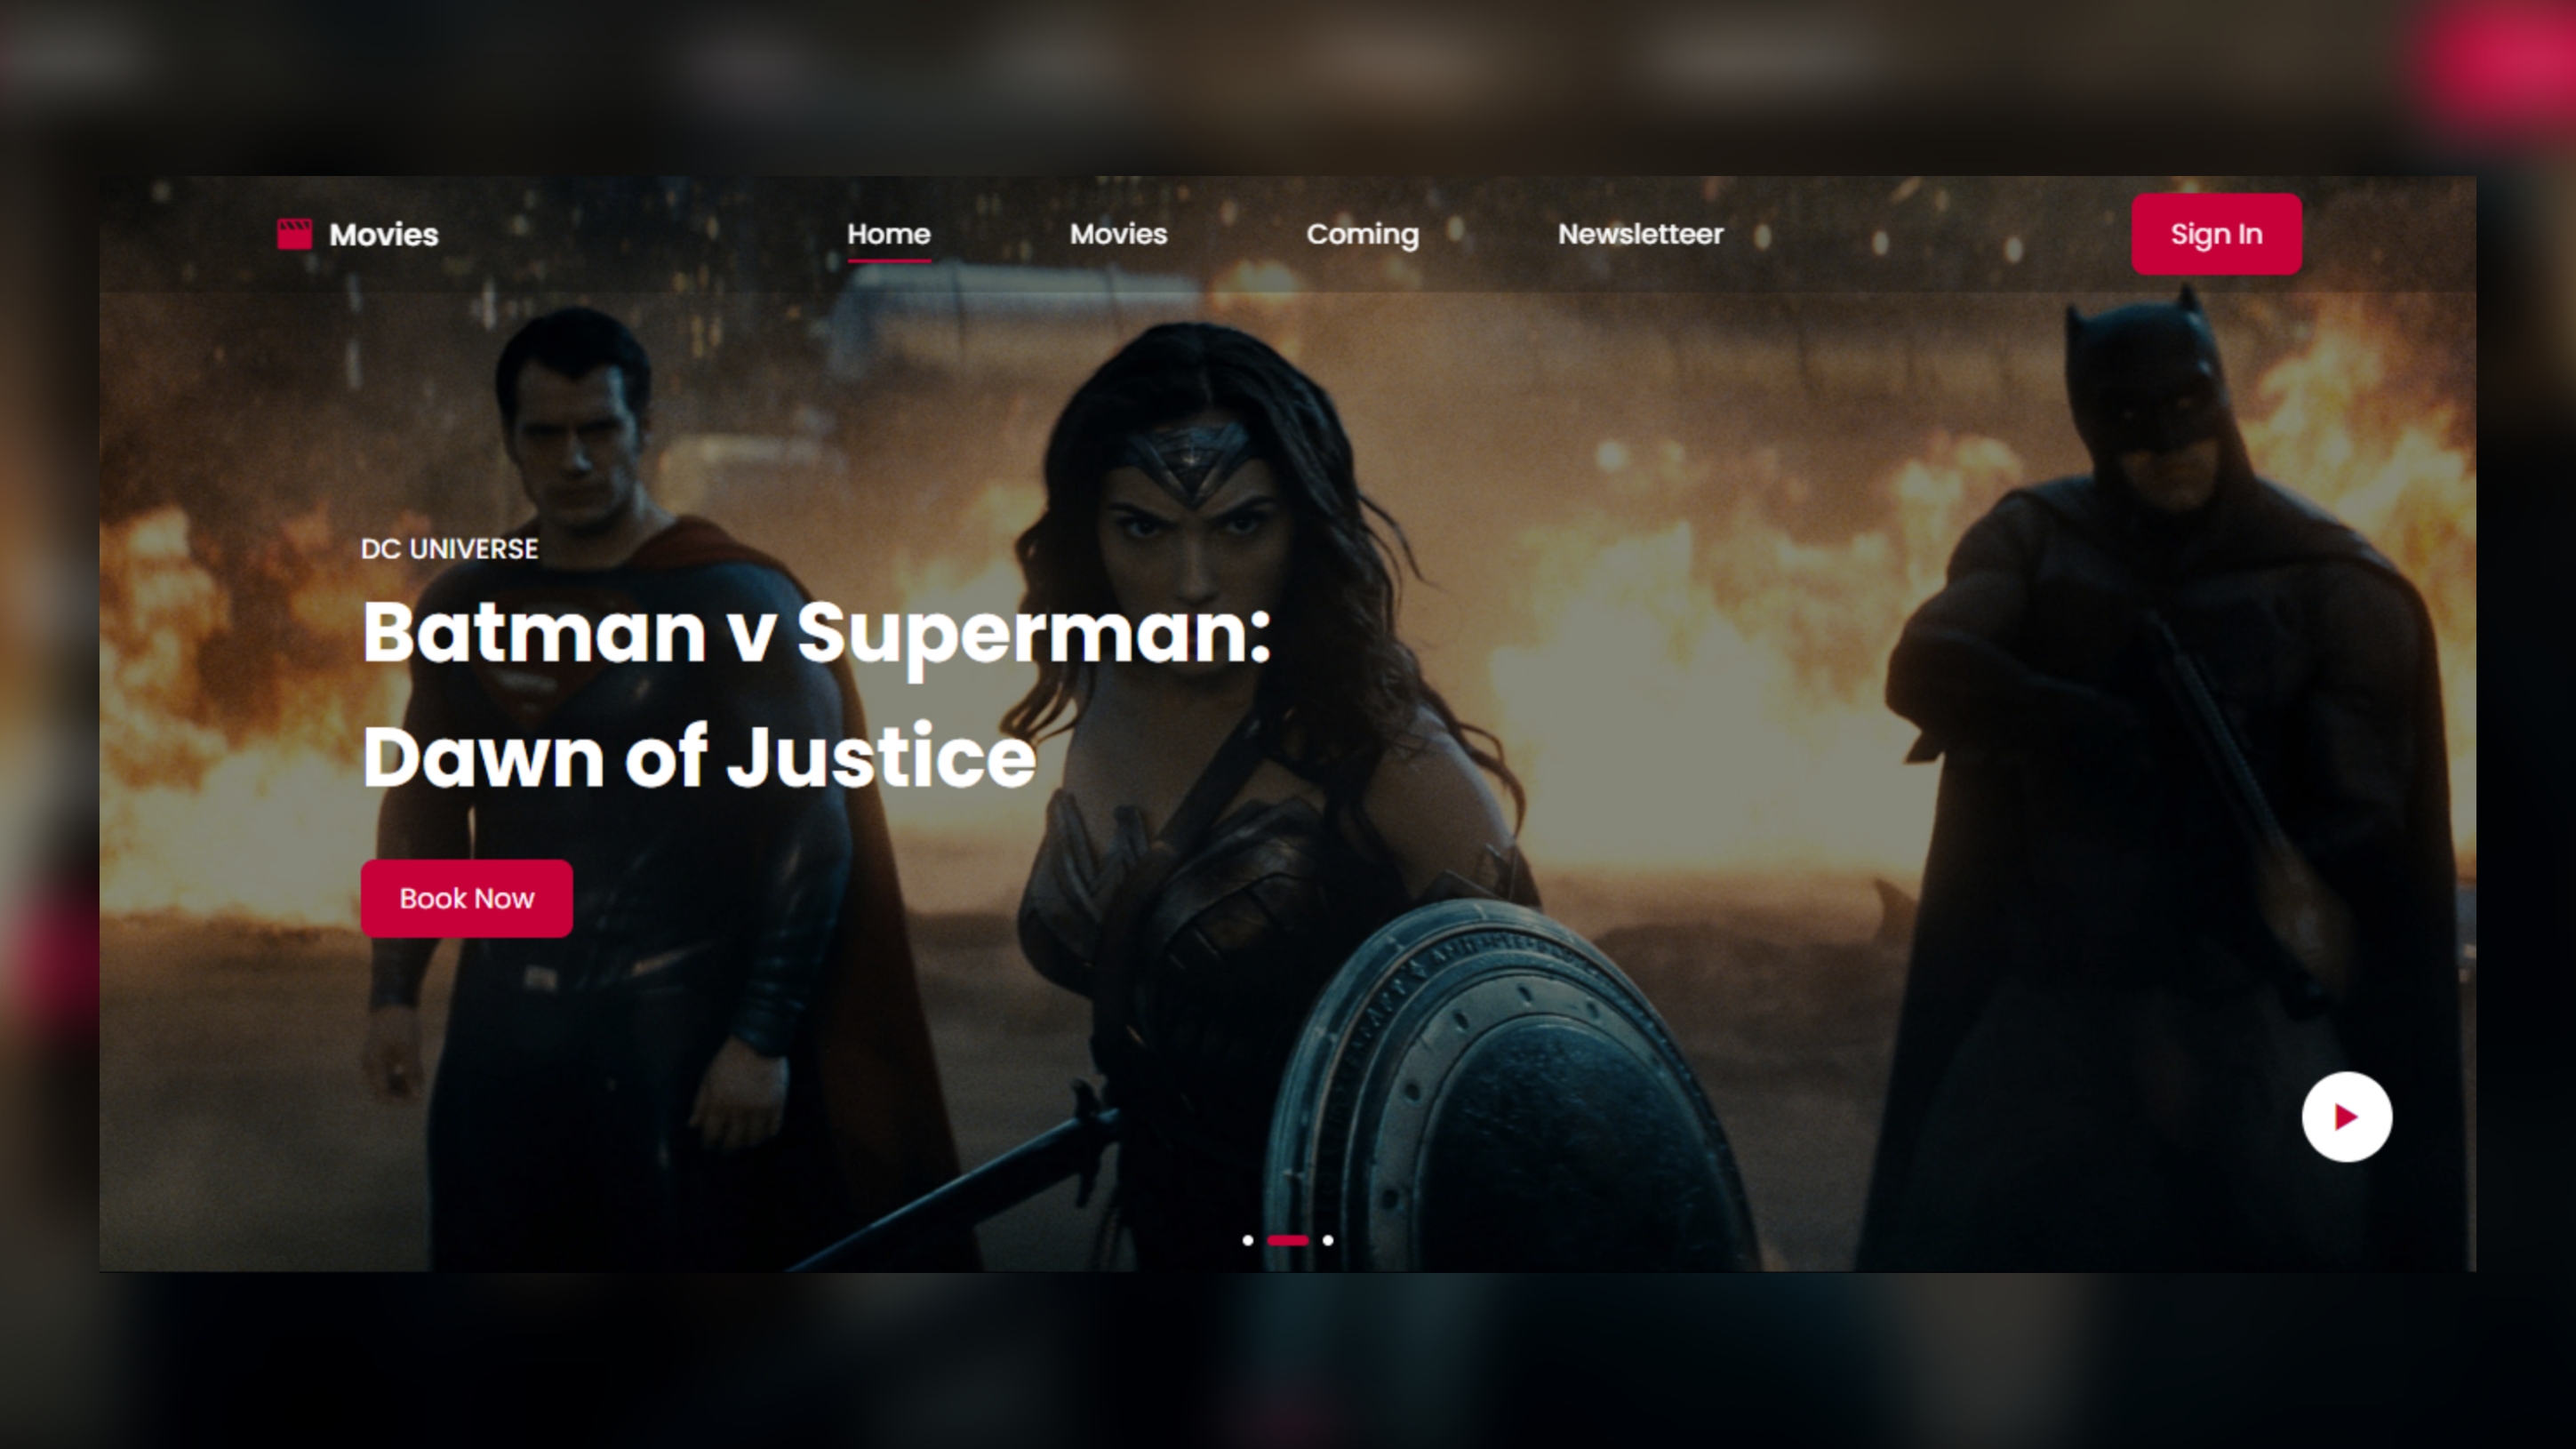 Movies
Home
Movies
Coming
Newsletteer
Sign In
DC UNIVERSE
Batman v Superman:
Dawn of Justice
Book Now